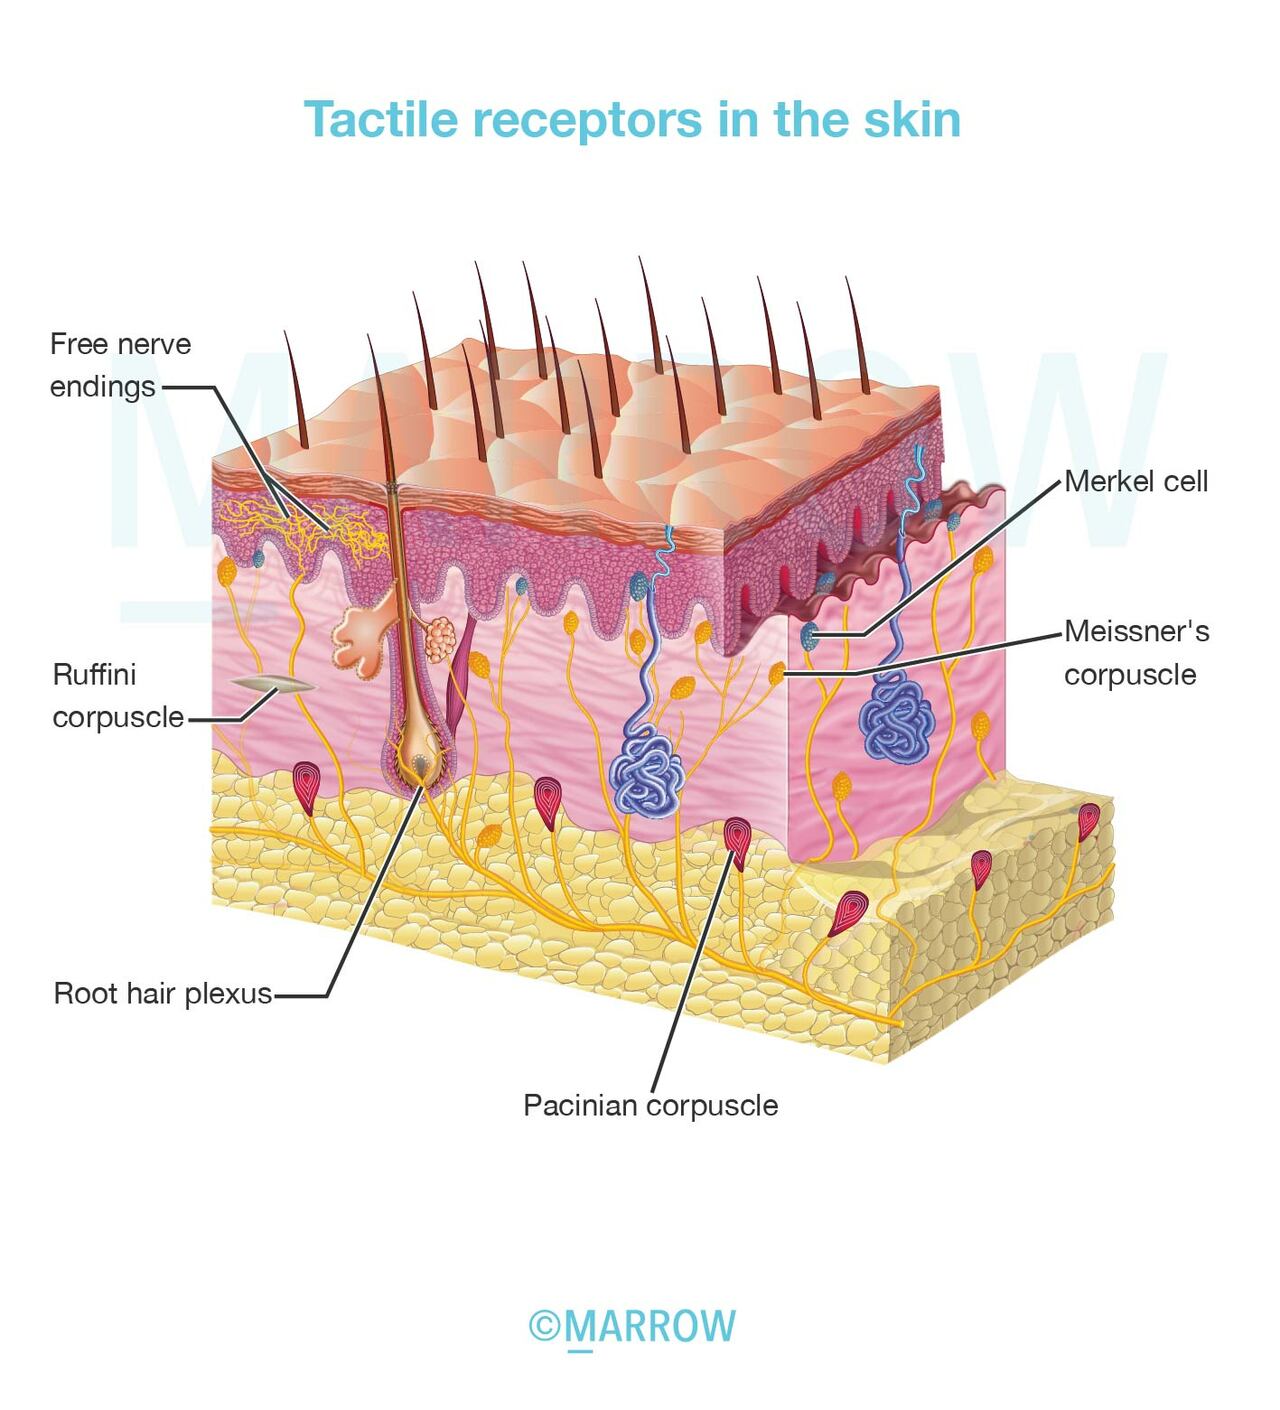 Tactile receptors in the skin
Free nerve
endings
Merkel cell
Meissner's
corpuscle
Ruffini
corpuscle
Root hair plexus
Pacinian corpuscle
MARROW
©MARROW